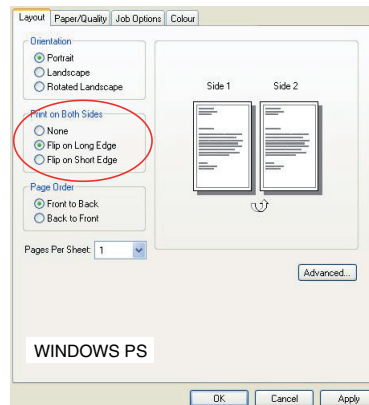 Layout Paper/Quality Job Options Colour
Orientation
Portrait
Landscape
Rotated Landscape
Print on Both Sides
None
Flip on Long Edge
Flip on Short Edge
Page Order
Front to Back
Back to Front
Pages Per Sheet: 1
Side 1 Side 2
Advanced...
WINDOWS PS
OK Cancel Apply